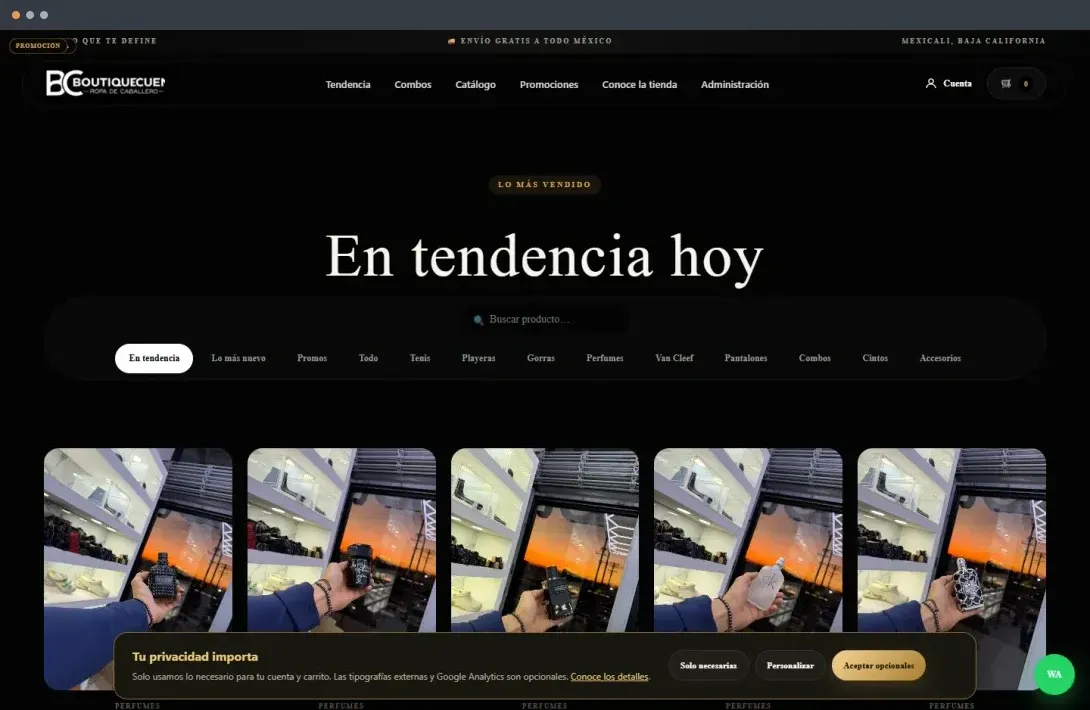 PROMOCIÓN
O QUE TE DEFINE
🚚 ENVÍO GRATIS A TODO MÉXICO
MEXICALI, BAJA CALIFORNIA
BC BOUTIQUECUEN
—ROPA DE CABALLERO—
Tendencia
Combos
Catálogo
Promociones
Conoce la tienda
Administración
Cuenta
0
LO MÁS VENDIDO
En tendencia hoy
Buscar producto…
En tendencia
Lo más nuevo
Promos
Todo
Tenis
Playeras
Gorras
Perfumes
Van Cleef
Pantalones
Combos
Cintos
Accesorios
Tu privacidad importa
Solo usamos lo necesario para tu cuenta y carrito. Las tipografías externas y Google Analytics son opcionales. Conoce los detalles.
Solo necesarias
Personalizar
Aceptar opcionales
WA
PERFUMES
PERFUMES
PERFUMES
PERFUMES
PERFUMES